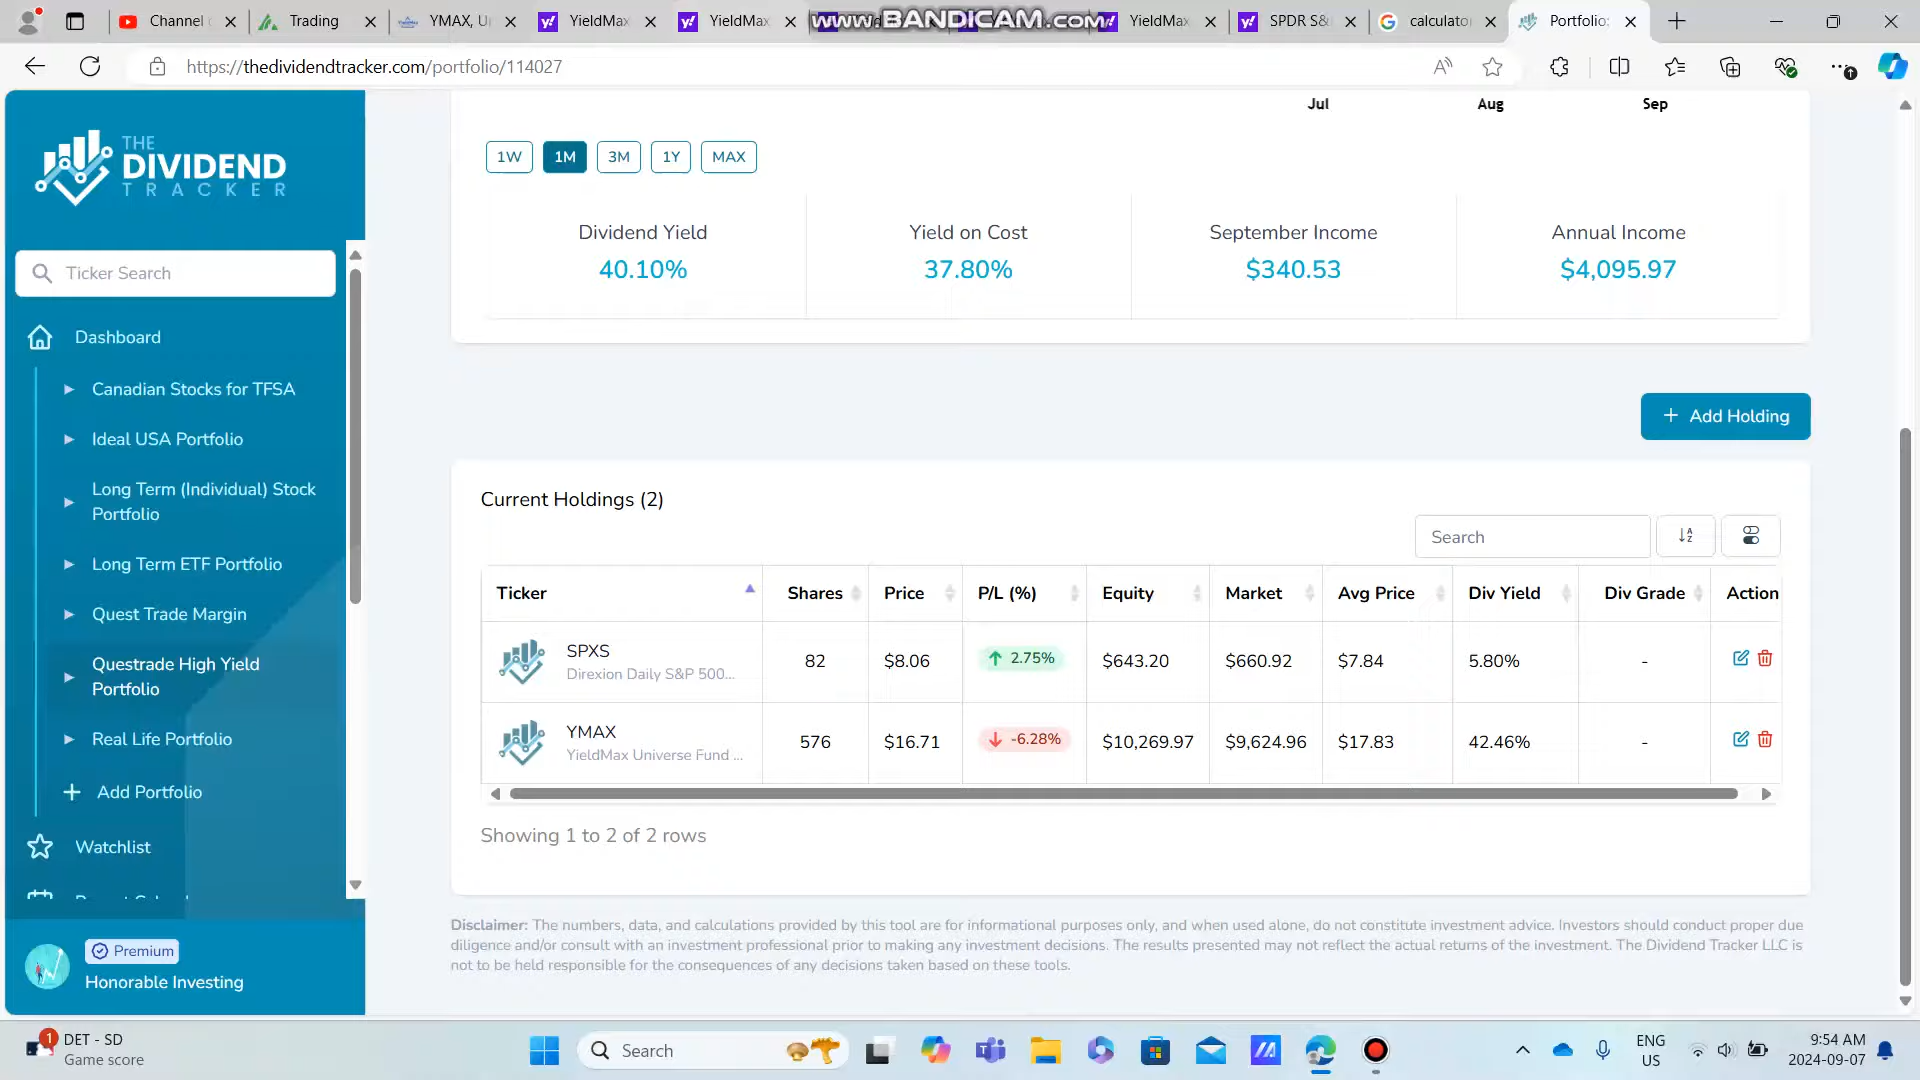 Channel
Trading
YMAX, U
YieldMax
YieldMax
www.BANDICAM.com
YieldMax
SPDR S&
calculator
Portfolio:
https://thedividendtracker.com/portfolio/114027
THE
DIVIDEND
TRACKER
Ticker Search
Dashboard
Canadian Stocks for TFSA
Ideal USA Portfolio
Long Term (Individual) Stock
Portfolio
Long Term ETF Portfolio
Quest Trade Margin
Questrade High Yield
Portfolio
Real Life Portfolio
Add Portfolio
Watchlist
Premium
Honorable Investing
Jul Aug Sep
1W 1M 3M 1Y MAX
Dividend Yield Yield on Cost September Income Annual Income
40.10% 37.80% $340.53 $4,095.97
+ Add Holding
Current Holdings (2)
Search
Ticker Shares Price P/L (%) Equity Market Avg Price Div Yield Div Grade Action
SPXS
Direxion Daily S&P 500...
82 $8.06 2.75% $643.20 $660.92 $7.84 5.80% -
YMAX
YieldMax Universe Fund ...
576 $16.71 -6.28% $10,269.97 $9,624.96 $17.83 42.46% -
Showing 1 to 2 of 2 rows
Disclaimer: The numbers, data, and calculations provided by this tool are for informational purposes only, and when used alone, do not constitute investment advice. Investors should conduct proper due
diligence and/or consult with an investment professional prior to making any investment decisions. The results presented may not reflect the actual returns of the investment. The Dividend Tracker LLC is
not to be held responsible for the consequences of any decisions taken based on these tools.
1
DET - SD
Game score
Search
ENG
US
9:54 AM
2024-09-07